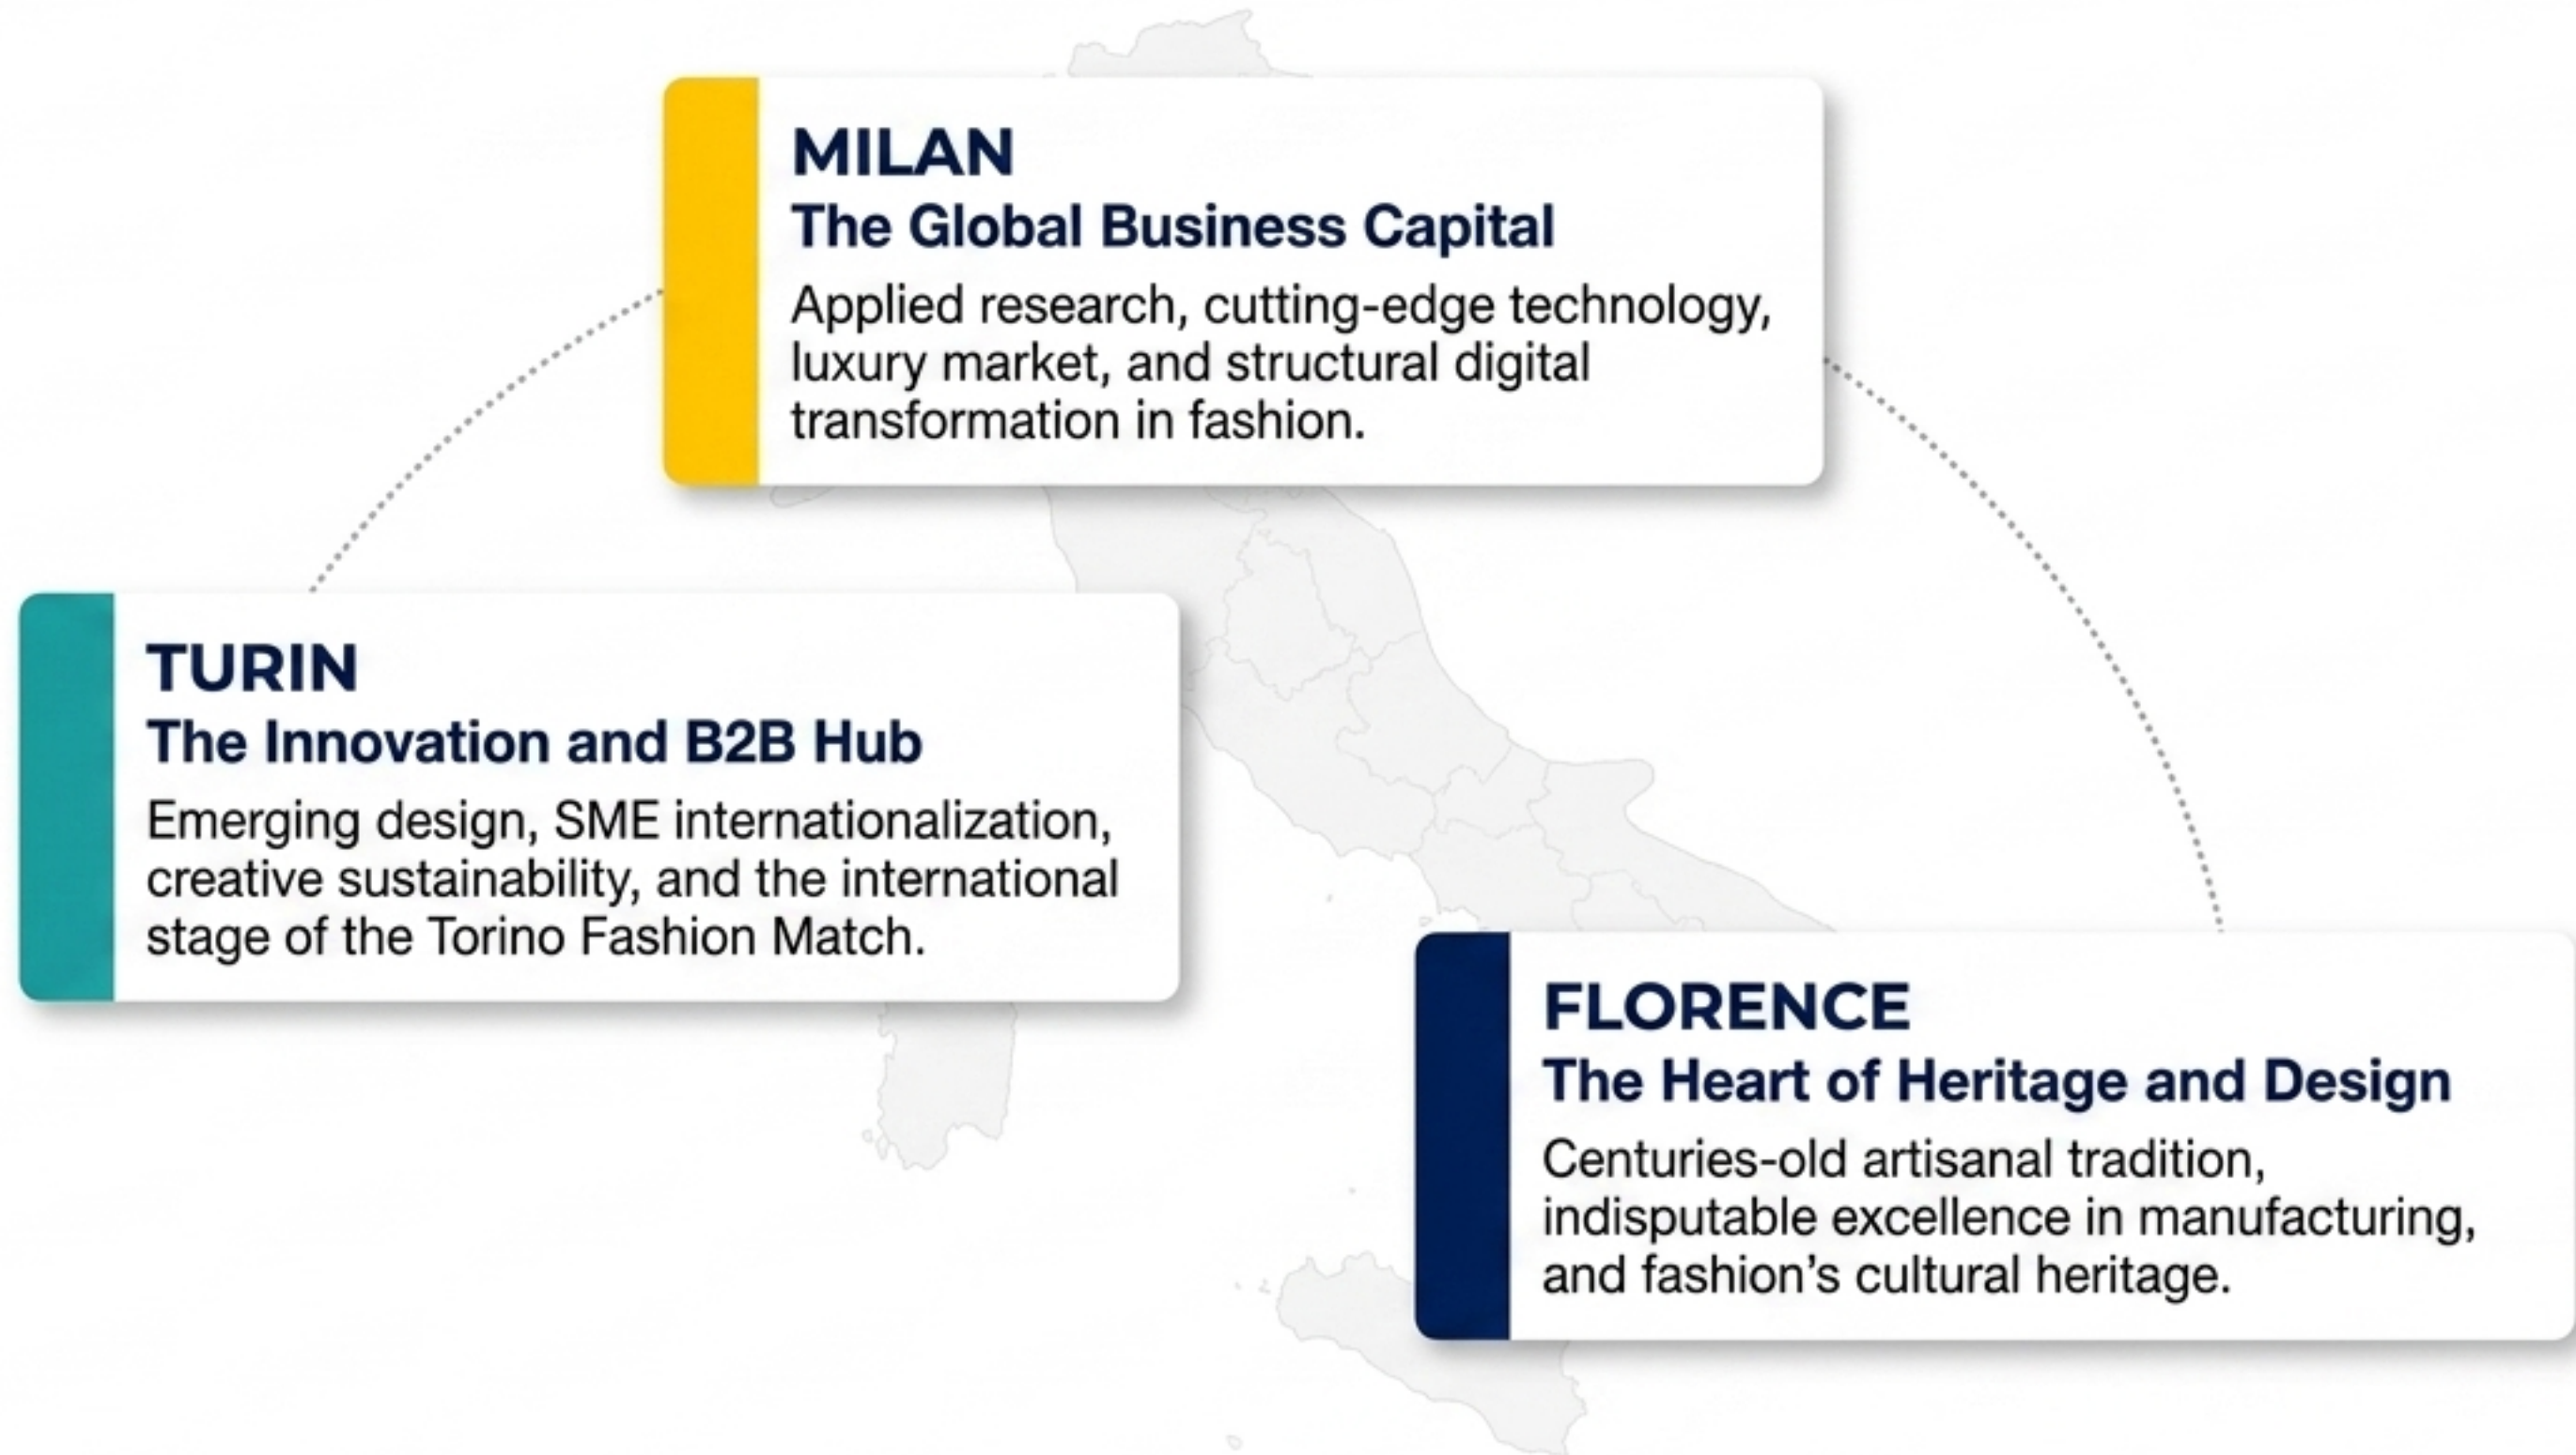 MILAN
The Global Business Capital
Applied research, cutting-edge technology,
luxury market, and structural digital
transformation in fashion.
TURIN
The Innovation and B2B Hub
Emerging design, SME internationalization,
creative sustainability, and the international
stage of the Torino Fashion Match.
FLORENCE
The Heart of Heritage and Design
Centuries-old artisanal tradition,
indisputable excellence in manufacturing,
and fashion’s cultural heritage.